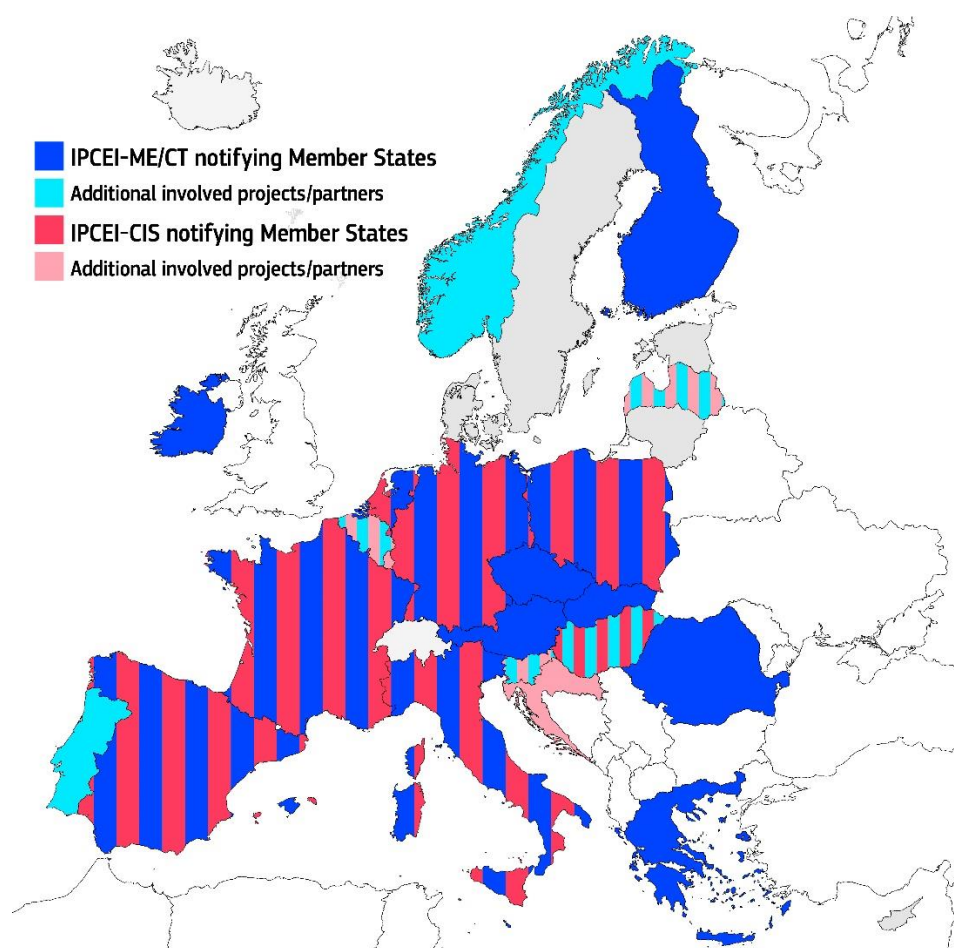 IPCEI-ME/CT notifying Member States
Additional involved projects/partners
IPCEI-CIS notifying Member States
Additional involved projects/partners